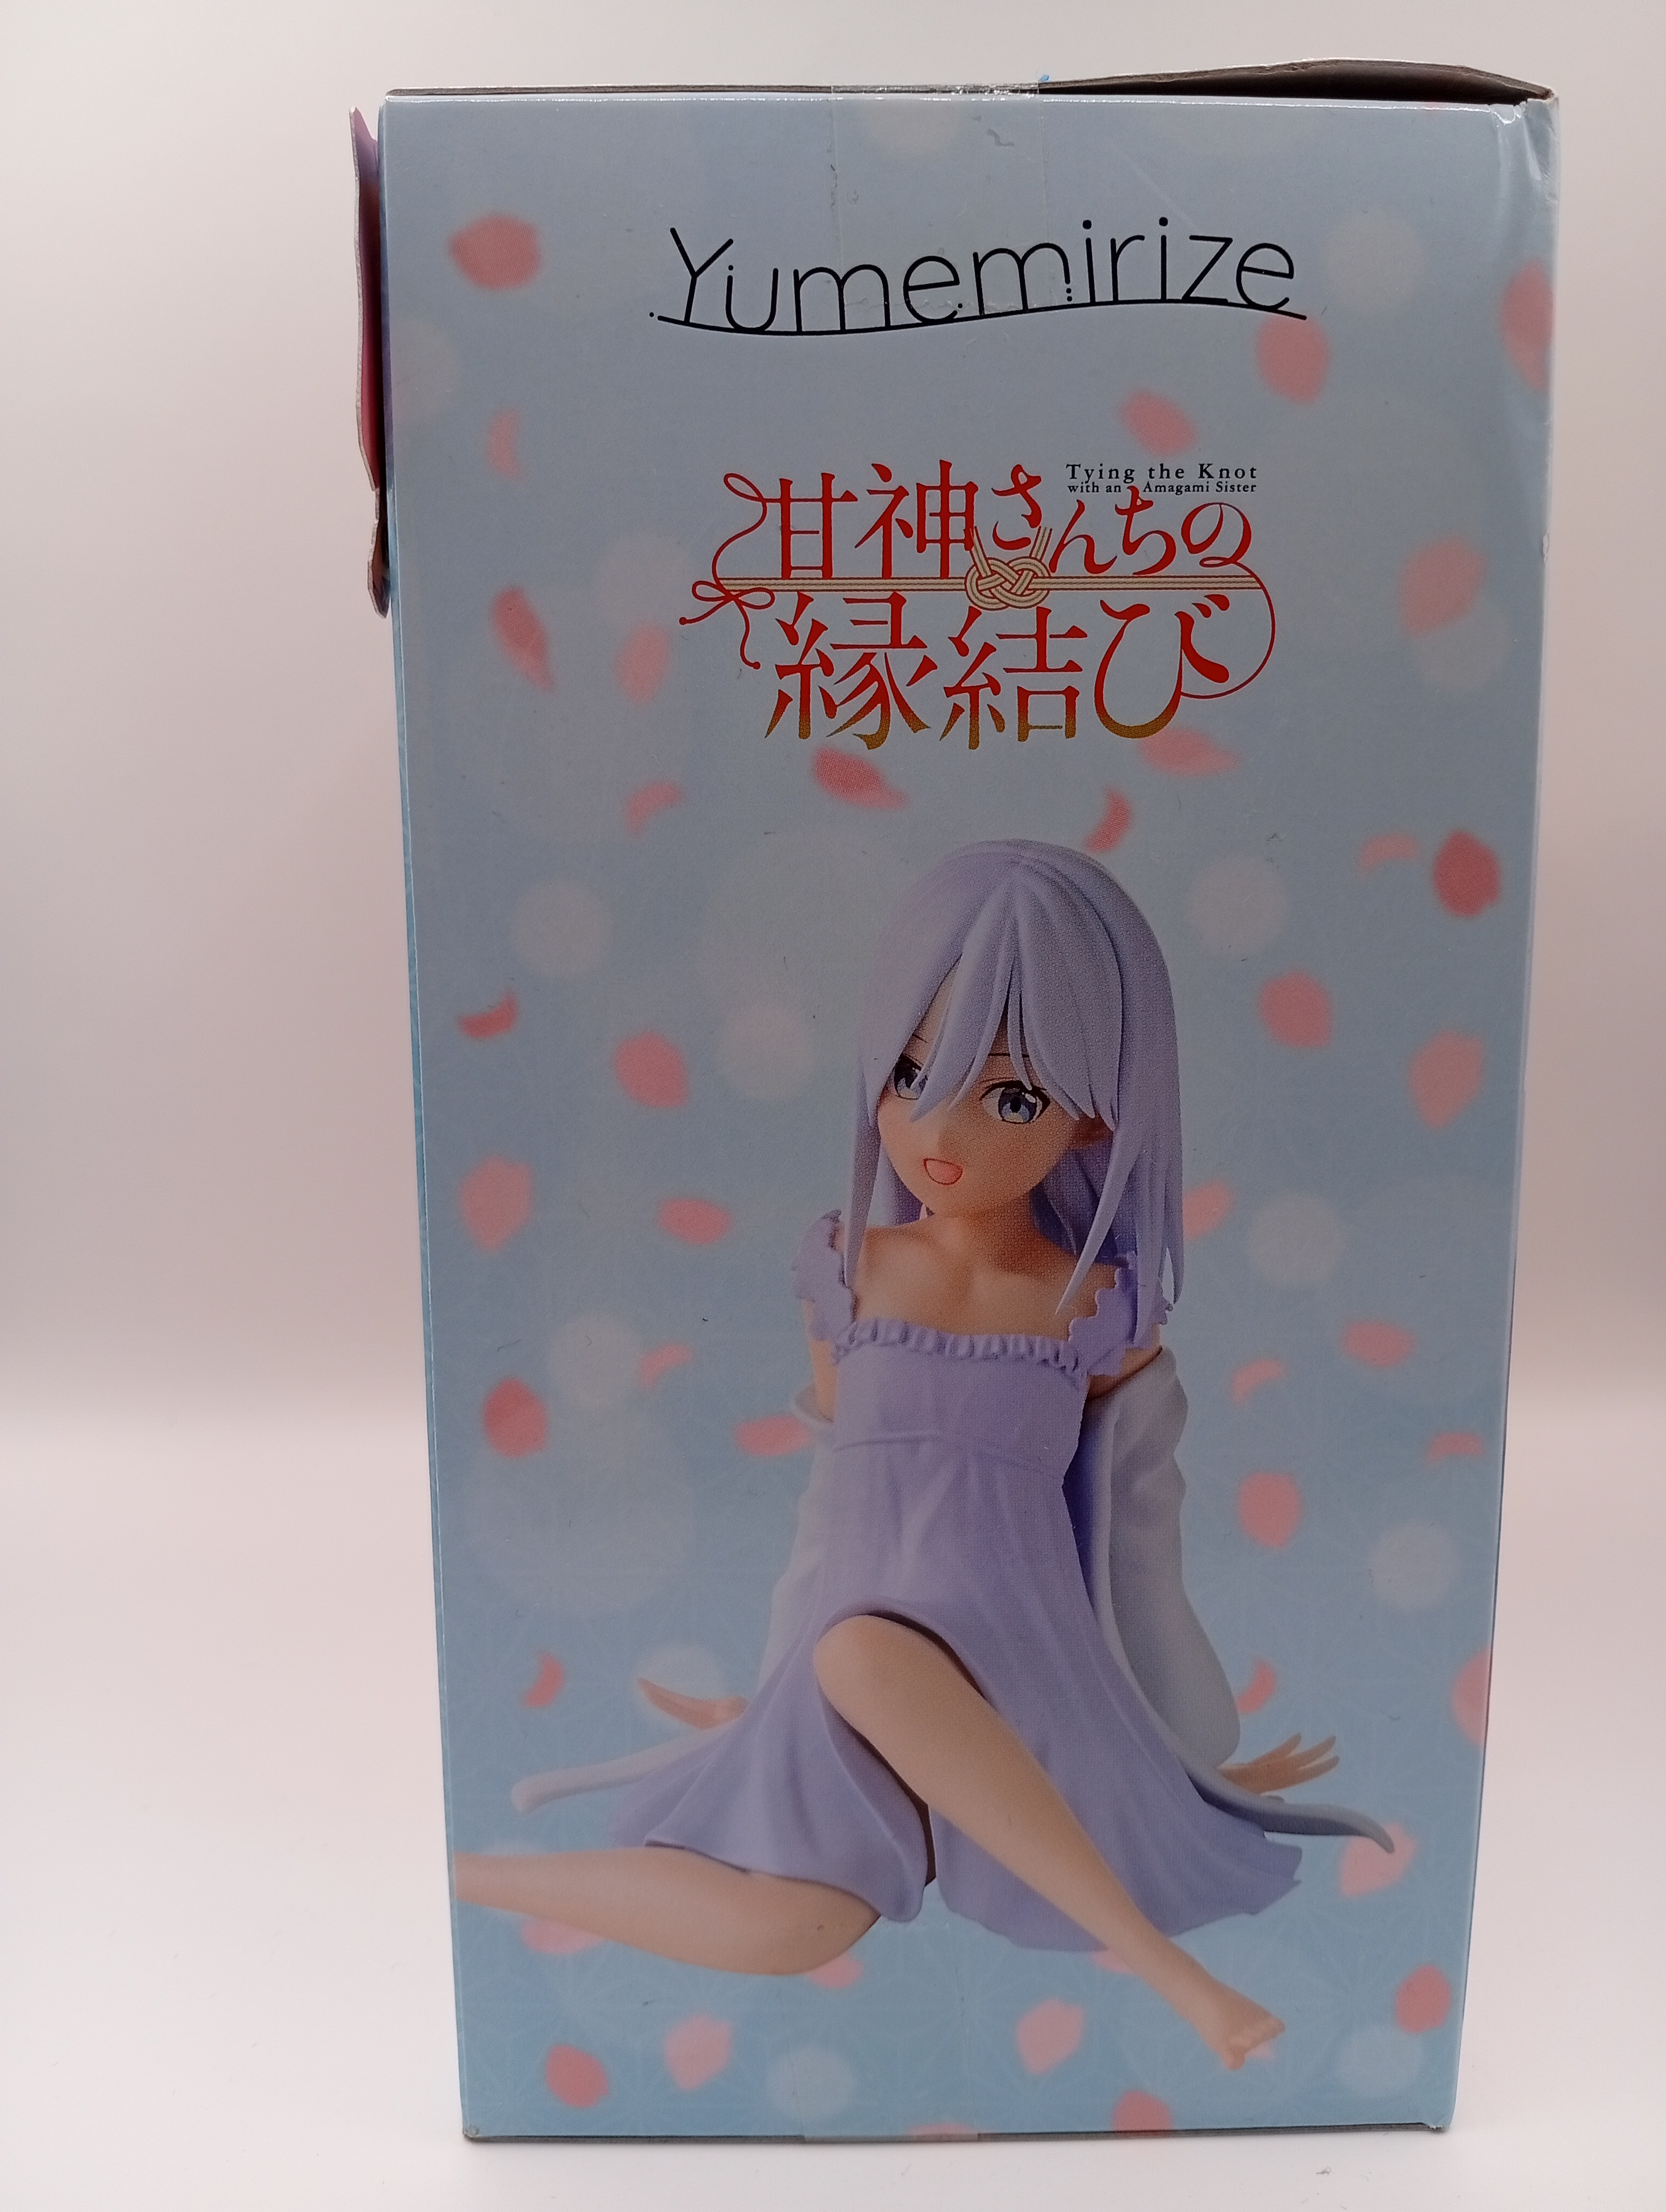 Yumemirize
Tying the Knot
with an Amagami Sister
甘神さんちの
縁結び